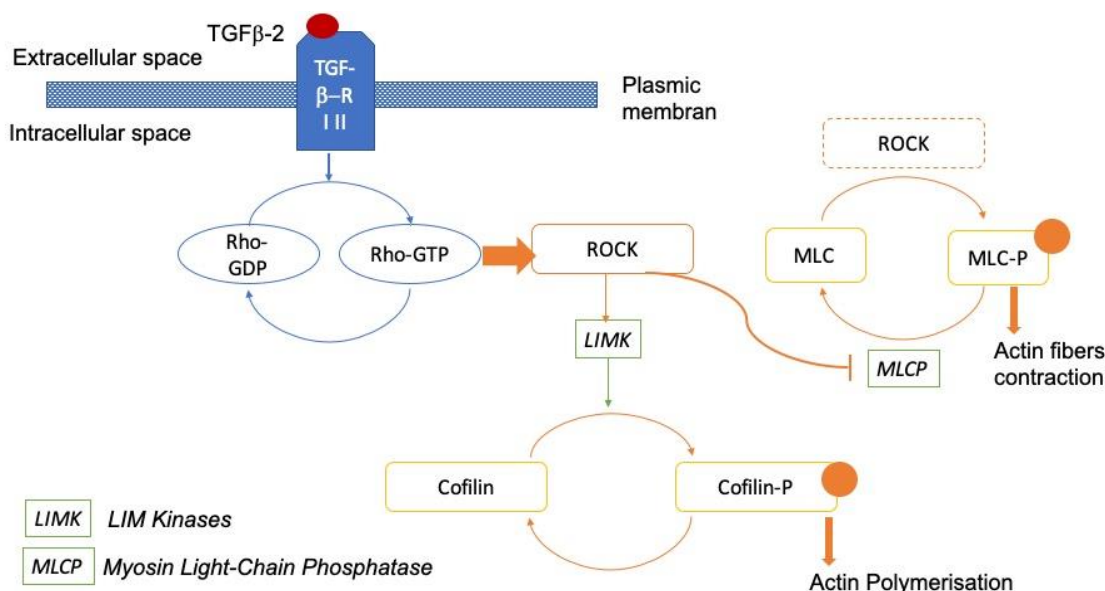 TGFβ-2
Extracellular space
TGF-
β–R
I II
Plasmic
membran
Intracellular space
ROCK
Rho-
GDP
Rho-GTP
ROCK
MLC
MLC-P
LIMK
MLCP
Actin fibers
contraction
Cofilin
Cofilin-P
LIMK LIM Kinases
MLCP Myosin Light-Chain Phosphatase
Actin Polymerisation